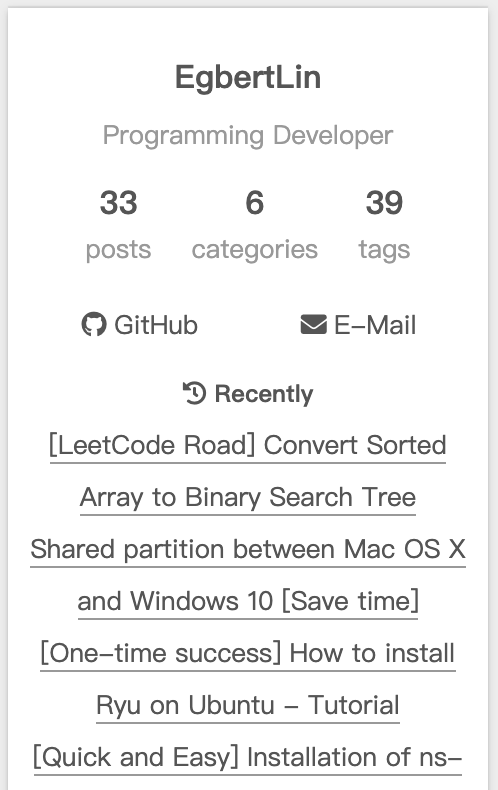 EgbertLin
Programming Developer
33 6 39
posts categories tags
GitHub E-Mail
Recently
[LeetCode Road] Convert Sorted
Array to Binary Search Tree
Shared partition between Mac OS X
and Windows 10 [Save time]
[One-time success] How to install
Ryu on Ubuntu - Tutorial
[Quick and Easy] Installation of ns-